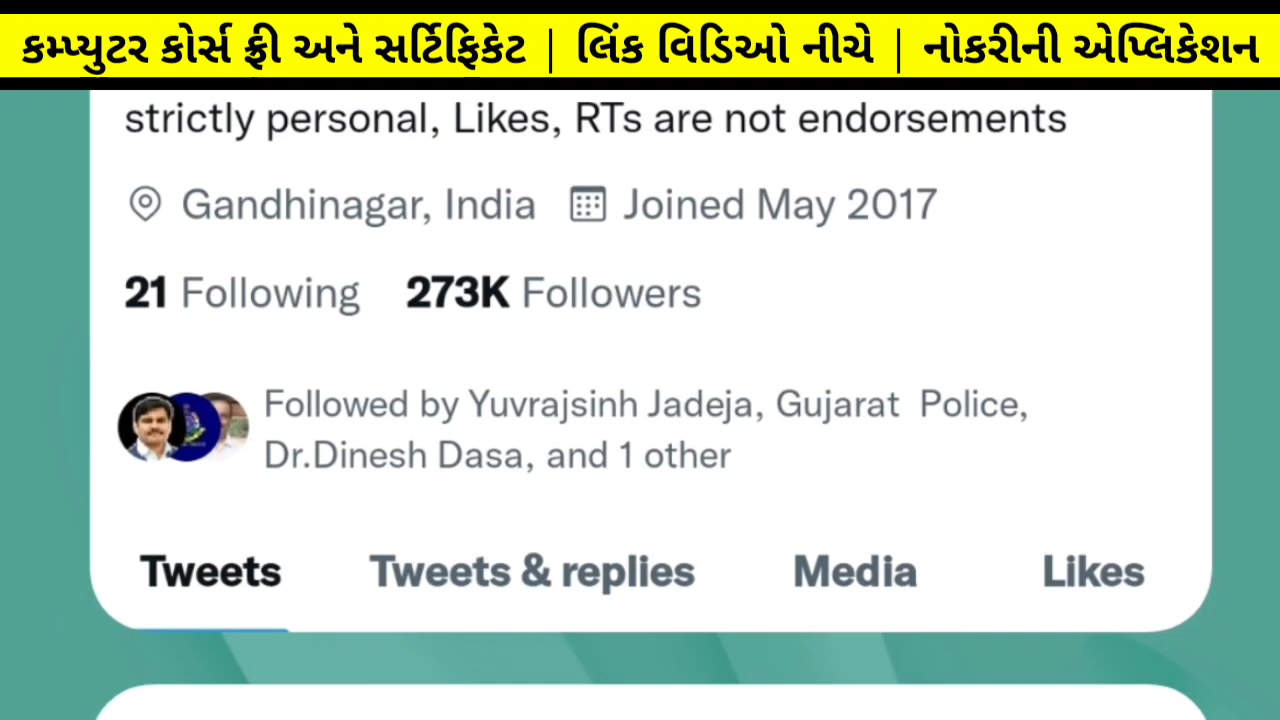 કમ્પ્યુટર કોર્સ ફ્રી અને સર્ટિફિકેટ | લિંક વિડિઓ નીચે | નોકરીની એપ્લિકેશન
strictly personal, Likes, RTs are not endorsements
Gandhinagar, India Joined May 2017
21 Following 273K Followers
Followed by Yuvrajsinh Jadeja, Gujarat Police,
Dr.Dinesh Dasa, and 1 other
Tweets Tweets & replies Media Likes